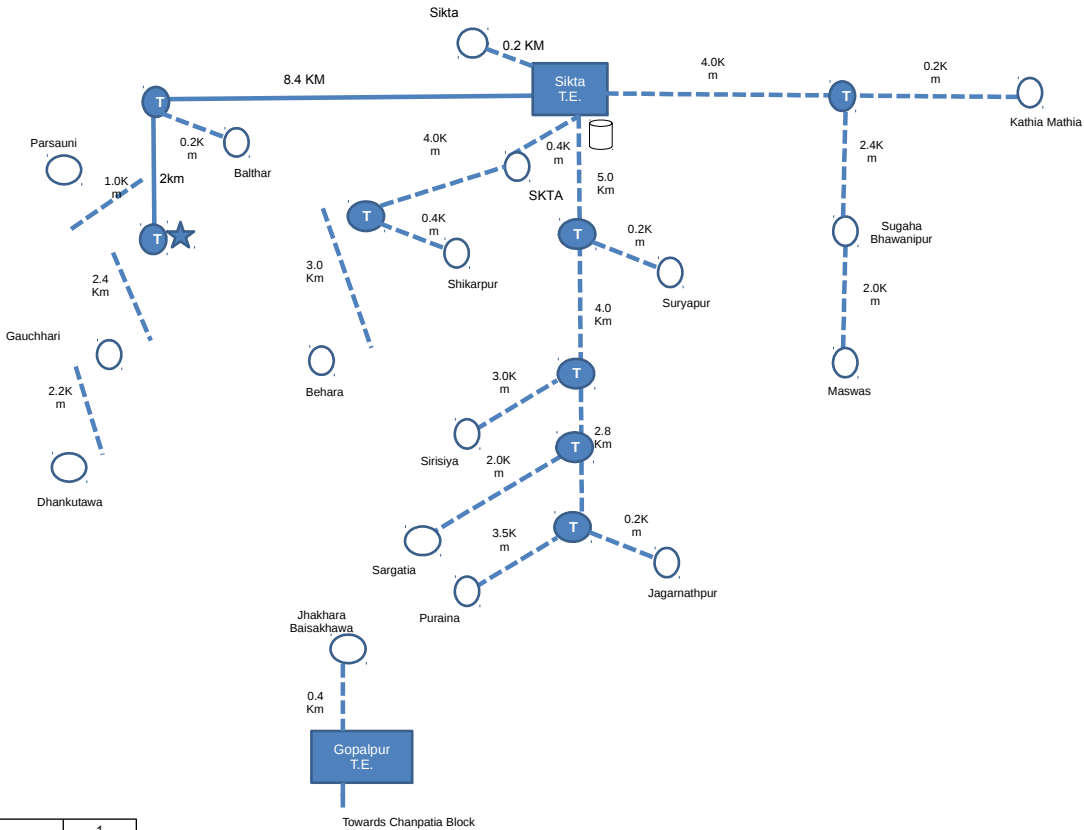 Sikta
0.2 KM
Sikta
T.E.
8.4 KM
4.0K
m
0.2K
m
T
T
Kathia Mathia
Parsauni
0.2K
m
Balthar
4.0K
m
0.4K
m
2.4K
m
1.0K
m
2km
SKTA
5.0
Km
T
T
T
0.4K
m
0.2K
m
Sugaha
Bhawanipur
Shikarpur
Suryapur
2.4
Km
3.0
Km
4.0
Km
2.0K
m
Gauchhari
Behara
T
Maswas
2.2K
m
3.0K
m
Sirisiya
2.8
Km
T
2.0K
m
Dhankutawa
T
3.5K
m
0.2K
m
Sargatia
Puraina
Jagarnathpur
Jhakhara
Baisakhawa
0.4
Km
Gopalpur
T.E.
Towards Chanpatia Block
1